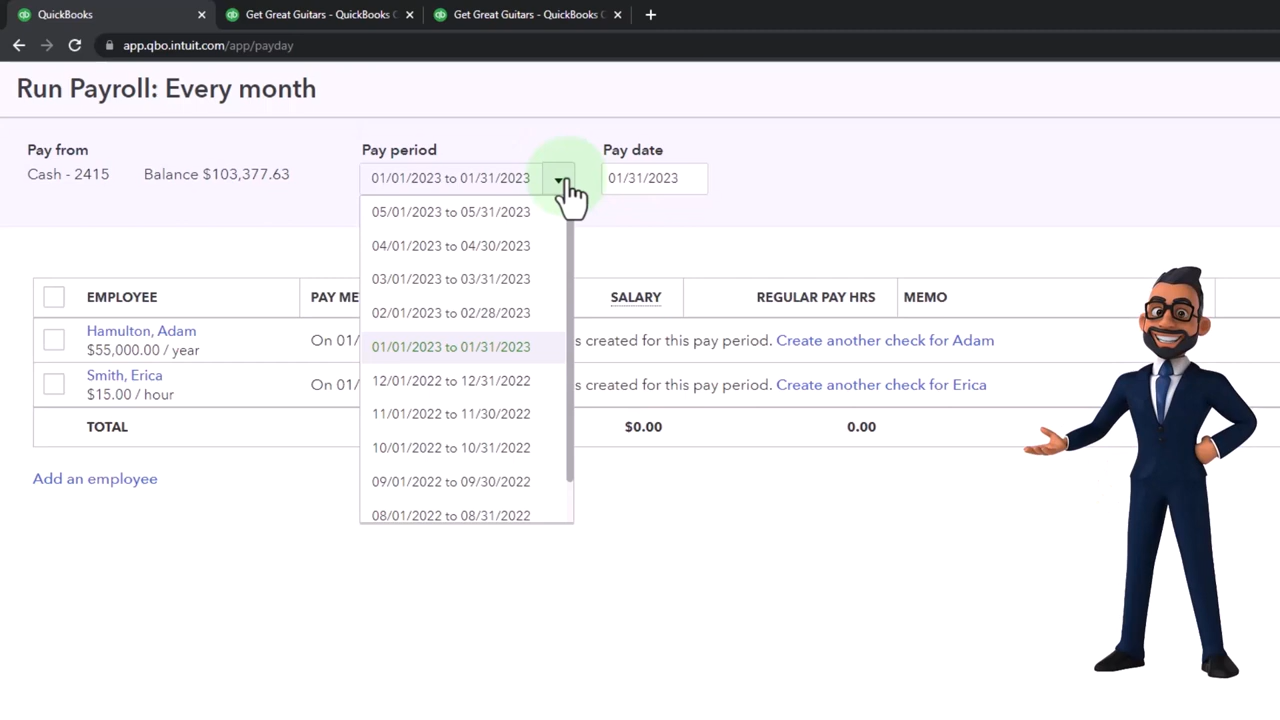 QuickBooks
Get Great Guitars - QuickBooks
Get Great Guitars - QuickBooks
app.qbo.intuit.com/app/payday
Run Payroll: Every month
Pay from
Pay period
Pay date
Cash - 2415 Balance $103,377.63
01/01/2023 to 01/31/2023
01/31/2023
05/01/2023 to 05/31/2023
04/01/2023 to 04/30/2023
03/01/2023 to 03/31/2023
02/01/2023 to 02/28/2023
01/01/2023 to 01/31/2023
12/01/2022 to 12/31/2022
11/01/2022 to 11/30/2022
10/01/2022 to 10/31/2022
09/01/2022 to 09/30/2022
08/01/2022 to 08/31/2022
EMPLOYEE PAY ME SALARY REGULAR PAY HRS MEMO
Hamulton, Adam
$55,000.00 / year
On 01/ s created for this pay period. Create another check for Adam
Smith, Erica
$15.00 / hour
On 01/ s created for this pay period. Create another check for Erica
TOTAL $0.00 0.00
Add an employee